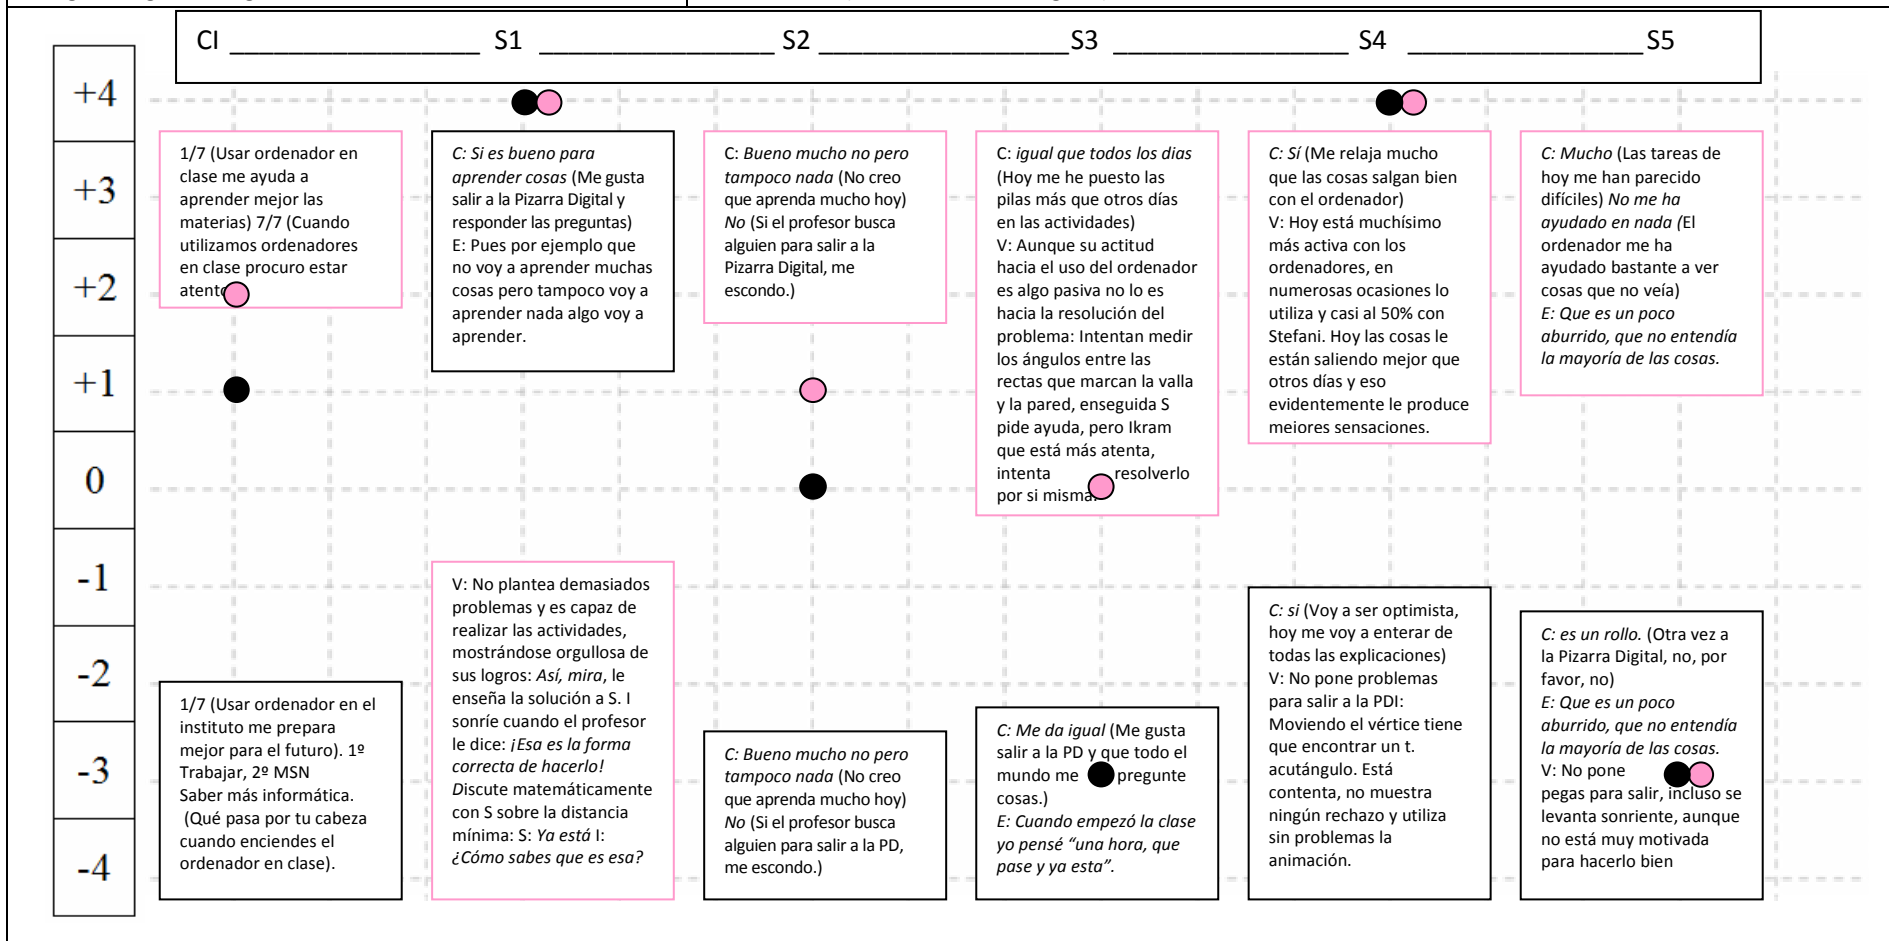 CI _________________ S1 ________________ S2 _________________S3 ________________ S4 ________________S5
+4
+3
+2
+1
0
-1
-2
-3
-4
1/7 (Usar ordenador en
clase me ayuda a
aprender mejor las
materias) 7/7 (Cuando
utilizamos ordenadores
en clase procuro estar
C: Si es bueno para
aprender cosas (Me gusta
salir a la Pizarra Digital y
responder las preguntas)
E: Pues por ejemplo que
no voy a aprender muchas
cosas pero tampoco voy a
aprender nada algo voy a
aprender.
C: Bueno mucho no pero
tampoco nada (No creo
que aprenda mucho hoy)
No (Si el profesor busca
alguien para salir a la
Pizarra Digital, me
escondo.)
C: igual que todos los dias
(Hoy me he puesto las
pilas más que otros días
en las actividades)
V: Aunque su actitud
hacia el uso del ordenador
es algo pasiva no lo es
hacia la resolución del
problema: Intentan medir
los ángulos entre las
rectas que marcan la valla
y la pared, enseguida S
pide ayuda, pero Ikram
que está más atenta,
intenta resolverlo
por si misma.
C: Sí (Me relaja mucho
que las cosas salgan bien
con el ordenador)
V: Hoy está muchísimo
más activa con los
ordenadores, en
numerosas ocasiones lo
utiliza y casi al 50% con
Stefani. Hoy las cosas le
están saliendo mejor que
otros días y eso
evidentemente le produce
mejores sensaciones.
C: Mucho (Las tareas de
hoy me han parecido
difíciles) No me ha
ayudado en nada (El
ordenador me ha
ayudado bastante a ver
cosas que no veía)
E: Que es un poco
aburrido, que no entendía
la mayoría de las cosas.
1/7 (Usar ordenador en el
instituto me prepara
mejor para el futuro). 1º
Trabajar, 2º MSN
Saber más informática.
(Qué pasa por tu cabeza
cuando enciendes el
ordenador en clase).
V: No plantea demasiados
problemas y es capaz de
realizar las actividades,
mostrándose orgullosa de
sus logros: Así, mira, le
enseña la solución a S. I
sonríe cuando el profesor
le dice: ¡Esa es la forma
correcta de hacerlo!
Discute matemáticamente
con S sobre la distancia
mínima: S: Ya está I:
¿Cómo sabes que es esa?
C: Bueno mucho no pero
tampoco nada (No creo
que aprenda mucho hoy)
No (Si el profesor busca
alguien para salir a la PD,
me escondo.)
C: Me da igual (Me gusta
salir a la PD y que todo el
mundo me pregunte
cosas.)
E: Cuando empezó la clase
yo pensé “una hora, que
pase y ya esta”.
C: si (Voy a ser optimista,
hoy me voy a enterar de
todas las explicaciones)
V: No pone problemas
para salir a la PDI:
Moviendo el vértice tiene
que encontrar un t.
acutángulo. Está
contenta, no muestra
ningún rechazo y utiliza
sin problemas la
animación.
C: es un rollo. (Otra vez a
la Pizarra Digital, no, por
favor, no)
E: Que es un poco
aburrido, que no entendía
la mayoría de las cosas.
V: No pone
pegas para salir, incluso se
levanta sonriente, aunque
no está muy motivada
para hacerlo bien